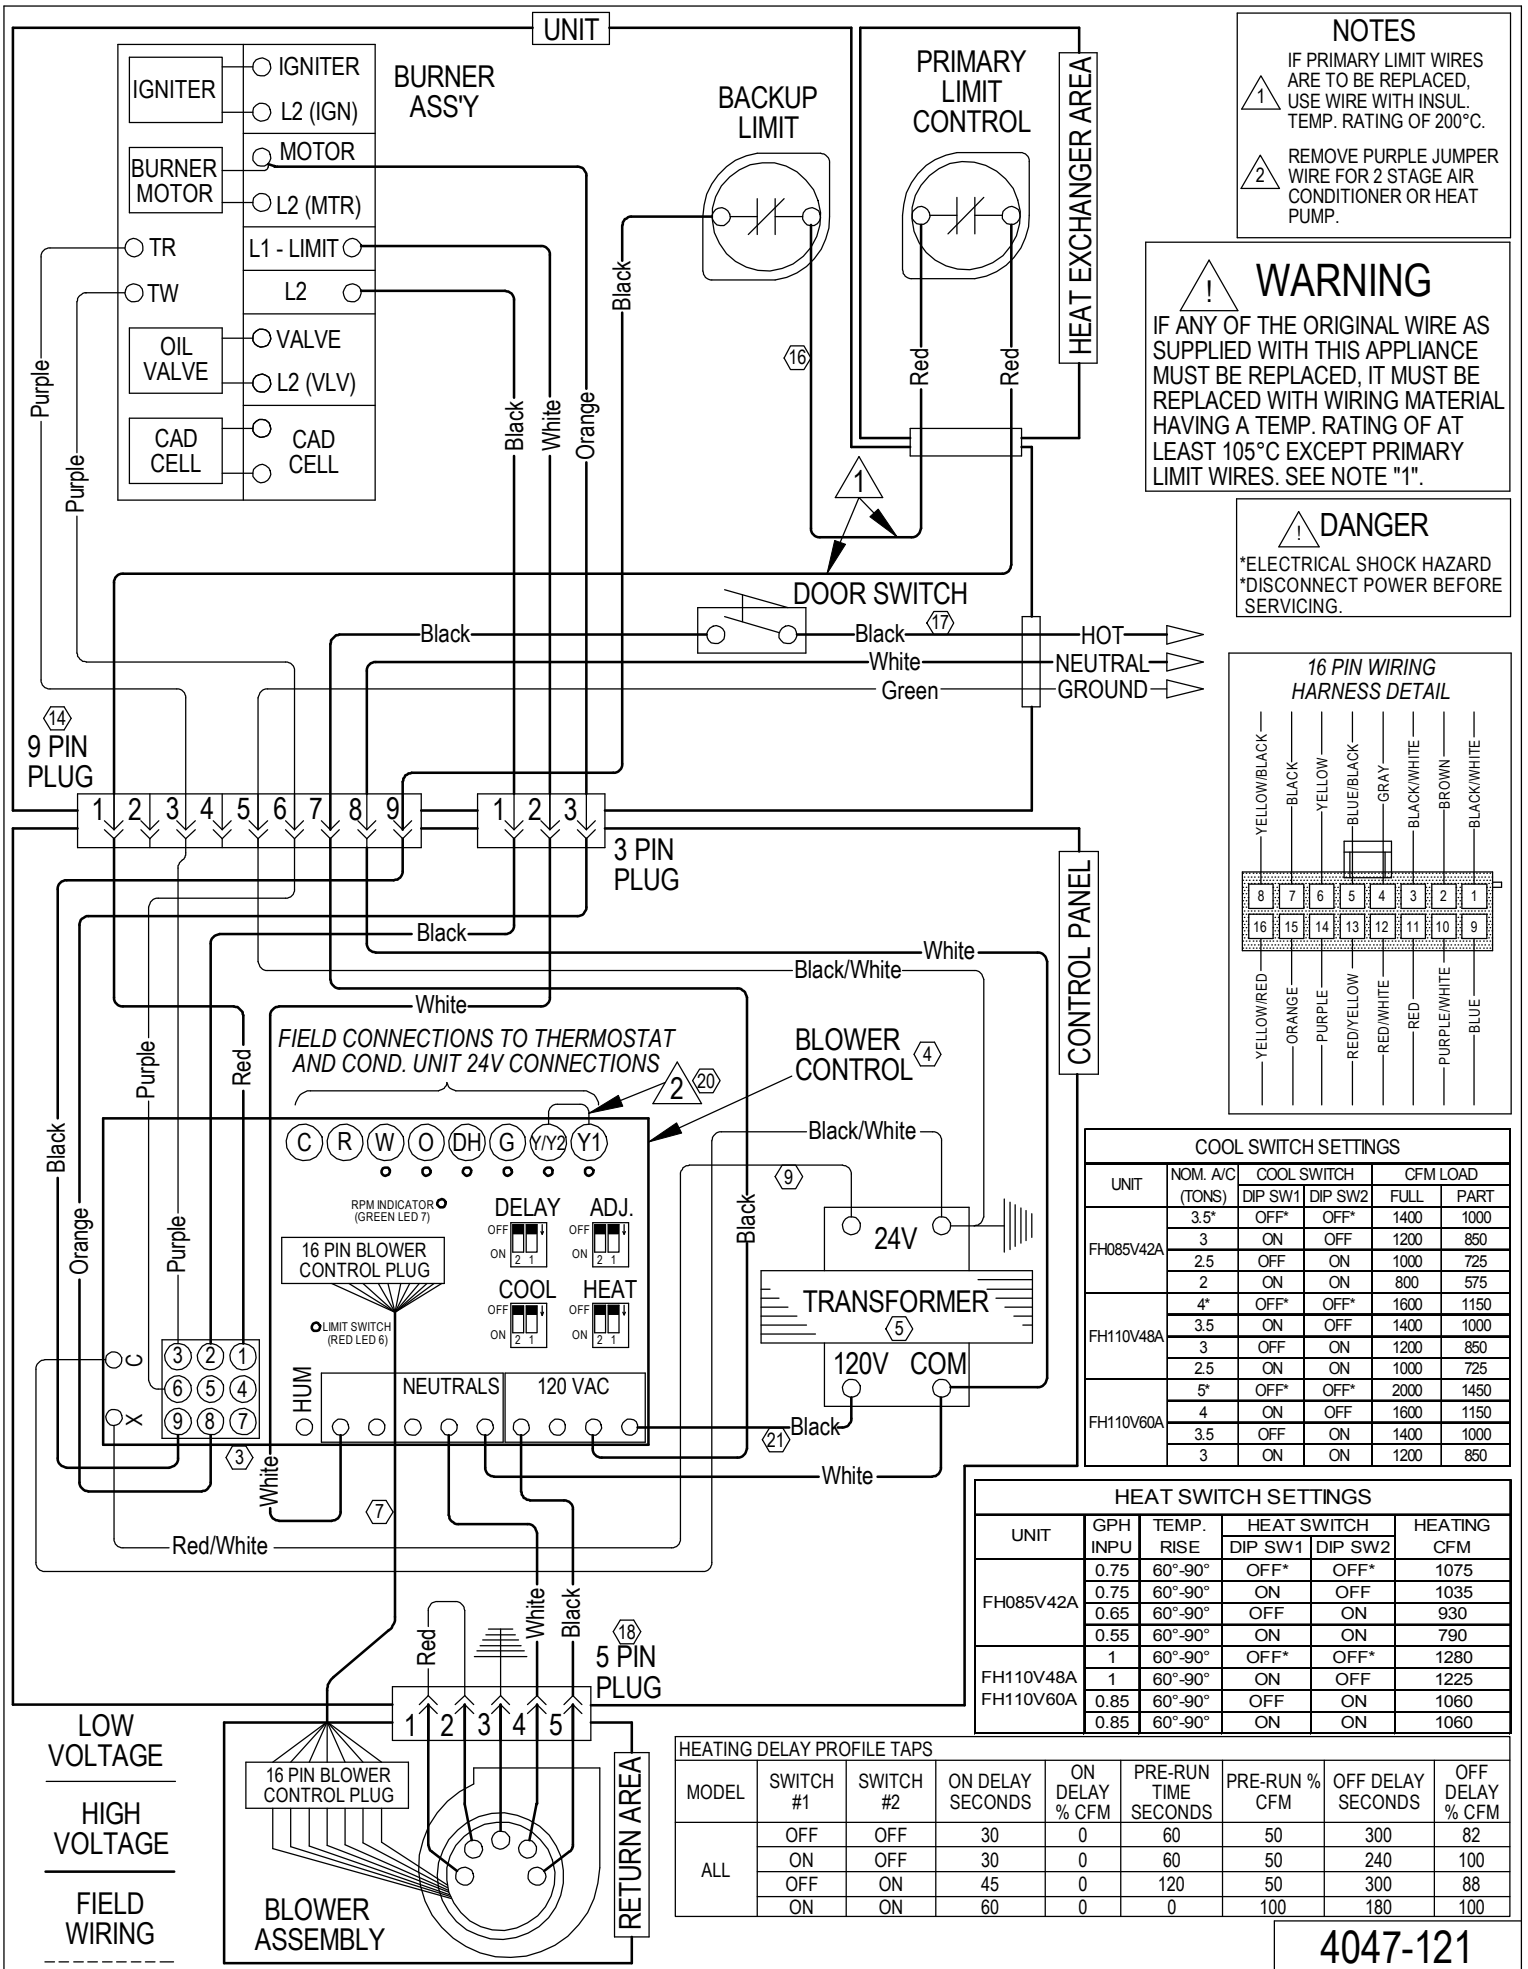 UNIT
IGNITER
IGNITER
L2 (IGN)
BURNER
ASS'Y
BURNER
MOTOR
MOTOR
L2 (MTR)
TR
L1 - LIMIT
TW
L2
OIL
VALVE
VALVE
L2 (VLV)
CAD
CELL
CAD
CELL
Purple
Purple
Black
White
Orange
Black
BACKUP
LIMIT
PRIMARY
LIMIT
CONTROL
16
Red
Red
HEAT EXCHANGER AREA
1
NOTES
1
IF PRIMARY LIMIT WIRES
ARE TO BE REPLACED,
USE WIRE WITH INSUL.
TEMP. RATING OF 200°C.
2
REMOVE PURPLE JUMPER
WIRE FOR 2 STAGE AIR
CONDITIONER OR HEAT
PUMP.
! WARNING
IF ANY OF THE ORIGINAL WIRE AS
SUPPLIED WITH THIS APPLIANCE
MUST BE REPLACED, IT MUST BE
REPLACED WITH WIRING MATERIAL
HAVING A TEMP. RATING OF AT
LEAST 105°C EXCEPT PRIMARY
LIMIT WIRES. SEE NOTE "1".
! DANGER
*ELECTRICAL SHOCK HAZARD
*DISCONNECT POWER BEFORE
SERVICING.
DOOR SWITCH
Black
Black
17
HOT
White
NEUTRAL
Green
GROUND
14
9 PIN
PLUG
1 2 3 4 5 6 7 8 9
1 2 3
3 PIN
PLUG
16 PIN WIRING
HARNESS DETAIL
YELLOW/BLACK
BLACK
YELLOW
BLUE/BLACK
GRAY
BLACK/WHITE
BROWN
BLACK/WHITE
8 7 6 5 4 3 2 1
16 15 14 13 12 11 10 9
YELLOW/RED
ORANGE
PURPLE
RED/YELLOW
RED/WHITE
RED
PURPLE/WHITE
BLUE
CONTROL PANEL
Black
White
Black/White
White
FIELD CONNECTIONS TO THERMOSTAT
AND COND. UNIT 24V CONNECTIONS
BLOWER
CONTROL
4
2
20
Purple
Red
Black
Orange
Purple
C R W O DH G Y/Y2 Y1
Black/White
9
RPM INDICATOR
(GREEN LED 7)
DELAY
OFF
ON
2 1
ADJ.
OFF
ON
2 1
16 PIN BLOWER
CONTROL PLUG
COOL
OFF
ON
2 1
HEAT
OFF
ON
2 1
LIMIT SWITCH
(RED LED 6)
Black
24V
TRANSFORMER
5
120V COM
C
X
3 2 1
6 5 4
9 8 7
3
HUM
NEUTRALS
120 VAC
Black
21
White
White
7
Red/White
Red
White
Black
18
5 PIN
PLUG
1 2 3 4 5
COOL SWITCH SETTINGS
UNIT NOM. A/C (TONS) COOL SWITCH CFM LOAD
DIP SW1 DIP SW2 FULL PART
FH085V42A
3.5* OFF* OFF* 1400 1000
3 ON OFF 1200 850
2.5 OFF ON 1000 725
2 ON ON 800 575
FH110V48A
4* OFF* OFF* 1600 1150
3.5 ON OFF 1400 1000
3 OFF ON 1200 850
2.5 ON ON 1000 725
FH110V60A
5* OFF* OFF* 2000 1450
4 ON OFF 1600 1150
3.5 OFF ON 1400 1000
3 ON ON 1200 850
HEAT SWITCH SETTINGS
UNIT GPH INPU TEMP. RISE HEAT SWITCH HEATING CFM
DIP SW1 DIP SW2
FH085V42A
0.75 60°-90° OFF* OFF* 1075
0.75 60°-90° ON OFF 1035
0.65 60°-90° OFF ON 930
0.55 60°-90° ON ON 790
FH110V48A
FH110V60A
1 60°-90° OFF* OFF* 1280
1 60°-90° ON OFF 1225
0.85 60°-90° OFF ON 1060
0.85 60°-90° ON ON 1060
LOW
VOLTAGE
HIGH
VOLTAGE
FIELD
WIRING
16 PIN BLOWER
CONTROL PLUG
BLOWER
ASSEMBLY
RETURN AREA
HEATING DELAY PROFILE TAPS
MODEL SWITCH #1 SWITCH #2 ON DELAY SECONDS ON DELAY % CFM PRE-RUN TIME SECONDS PRE-RUN % CFM OFF DELAY SECONDS OFF DELAY % CFM
ALL
OFF OFF 30 0 60 50 300 82
ON OFF 30 0 60 50 240 100
OFF ON 45 0 120 50 300 88
ON ON 60 0 0 100 180 100
4047-121